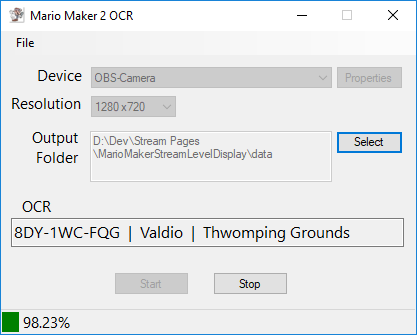 Mario Maker 2 OCR
File
Device OBS-Camera Properties
Resolution 1280 x720
Output Folder D:\Dev\Stream Pages
\MarioMakerStreamLevelDisplay\data Select
OCR
8DY-1WC-FQG | Valdio | Thwomping Grounds
Start Stop
98.23%